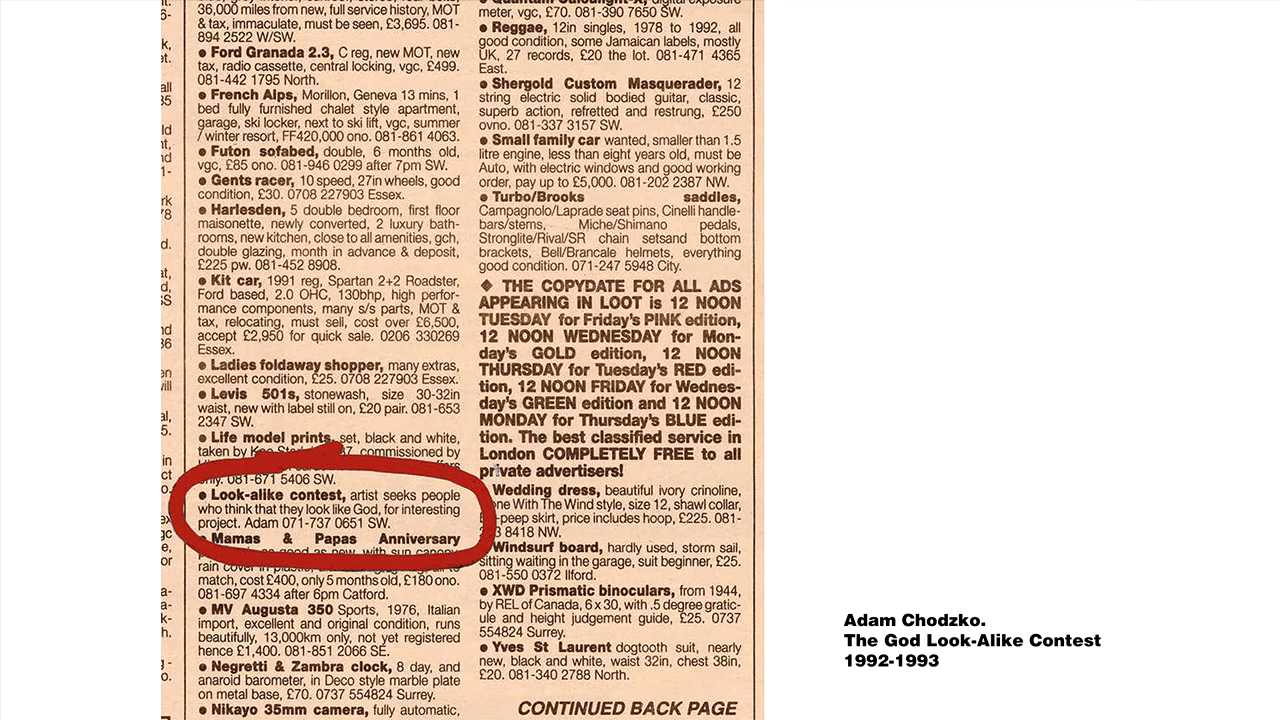 36,000 miles from new, full service history, MOT
& tax, immaculate, must be seen, £3,695. 081-
894 2522 W/SW.
● Ford Granada 2.3, C reg, new MOT, new
tax, radio cassette, central locking, vgc, £499.
081-442 1795 North.
● French Alps, Morillon, Geneva 13 mins, 1
bed fully furnished chalet style apartment,
garage, ski locker, next to ski lift, vgc, summer
/ winter resort, FF420,000 ono. 081-861 4063.
● Futon sofabed, double, 6 months old,
vgc, £85 ono. 081-946 0299 after 7pm SW.
● Gents racer, 10 speed, 27in wheels, good
condition, £30. 0708 227903 Essex.
● Harlesden, 5 double bedroom, first floor
maisonette, newly converted, 2 luxury bath-
rooms, new kitchen, close to all amenities, gch,
double glazing, month in advance & deposit,
£225 pw. 081-452 8908.
● Kit car, 1991 reg, Spartan 2+2 Roadster,
Ford based, 2.0 OHC, 130bhp, high perfor-
mance components, many s/s parts, MOT &
tax, relocating, must sell, cost over £6,500,
accept £2,950 for quick sale. 0206 330269
Essex.
● Ladies foldaway shopper, many extras,
excellent condition, £25. 0708 227903 Essex.
● Levis 501s, stonewash, size 30-32in
waist, new with label still on, £20 pair. 081-653
2347 SW.
● Life model prints, set, black and white,
taken by commissioned by
only. 081-671 5406 SW.
● Look-alike contest, artist seeks people
who think that they look like God, for interesting
project. Adam 071-737 0651 SW.
● Mamas & Papas Anniversary
as good as new, with sun canopy,
rain cover
match, cost £400, only 5 months old, £180 ono.
081-697 4334 after 6pm Catford.
● MV Augusta 350 Sports, 1976, Italian
import, excellent and original condition, runs
beautifully, 13,000km only, not yet registered
hence £1,400. 081-851 2066 SE.
● Negretti & Zambra clock, 8 day, and
anaroid barometer, in Deco style marble plate
on metal base, £70. 0737 554824 Surrey.
● Nikayo 35mm camera, fully automatic,
meter, vgc, £70. 081-390 7650 SW.
● Reggae, 12in singles, 1978 to 1992, all
good condition, some Jamaican labels, mostly
UK, 27 records, £20 the lot. 081-471 4365
East.
● Shergold Custom Masquerader, 12
string electric solid bodied guitar, classic,
superb action, refretted and restrung, £250
ovno. 081-337 3157 SW.
● Small family car wanted, smaller than 1.5
litre engine, less than eight years old, must be
Auto, with electric windows and good working
order, pay up to £5,000. 081-202 2387 NW.
● Turbo/Brooks saddles,
Campagnolo/Laprade seat pins, Cinelli handle-
bars/stems, Miche/Shimano pedals,
Stronglite/Rival/SR chain setsand bottom
brackets, Bell/Brancale helmets, everything
good condition. 071-247 5948 City.
◆ THE COPYDATE FOR ALL ADS
APPEARING IN LOOT is 12 NOON
TUESDAY for Friday's PINK edition,
12 NOON WEDNESDAY for Mon-
day's GOLD edition, 12 NOON
THURSDAY for Tuesday's RED edi-
tion, 12 NOON FRIDAY for Wednes-
day's GREEN edition and 12 NOON
MONDAY for Thursday's BLUE edi-
tion. The best classified service in
London COMPLETELY FREE to all
private advertisers!
Wedding dress, beautiful ivory crinoline,
One With The Wind style, size 12, shawl collar,
-peep skirt, price includes hoop, £225. 081-
8418 NW.
Windsurf board, hardly used, storm sail,
sitting waiting in the garage, suit beginner, £25.
081-550 0372 Ilford.
● XWD Prismatic binoculars, from 1944,
by REL of Canada, 6 x 30, with .5 degree gratic-
ule and height judgement guide, £25. 0737
554824 Surrey.
● Yves St Laurent dogtooth suit, nearly
new, black and white, waist 32in, chest 38in,
£20. 081-340 2788 North.
CONTINUED BACK PAGE
Adam Chodzko.
The God Look-Alike Contest
1992-1993